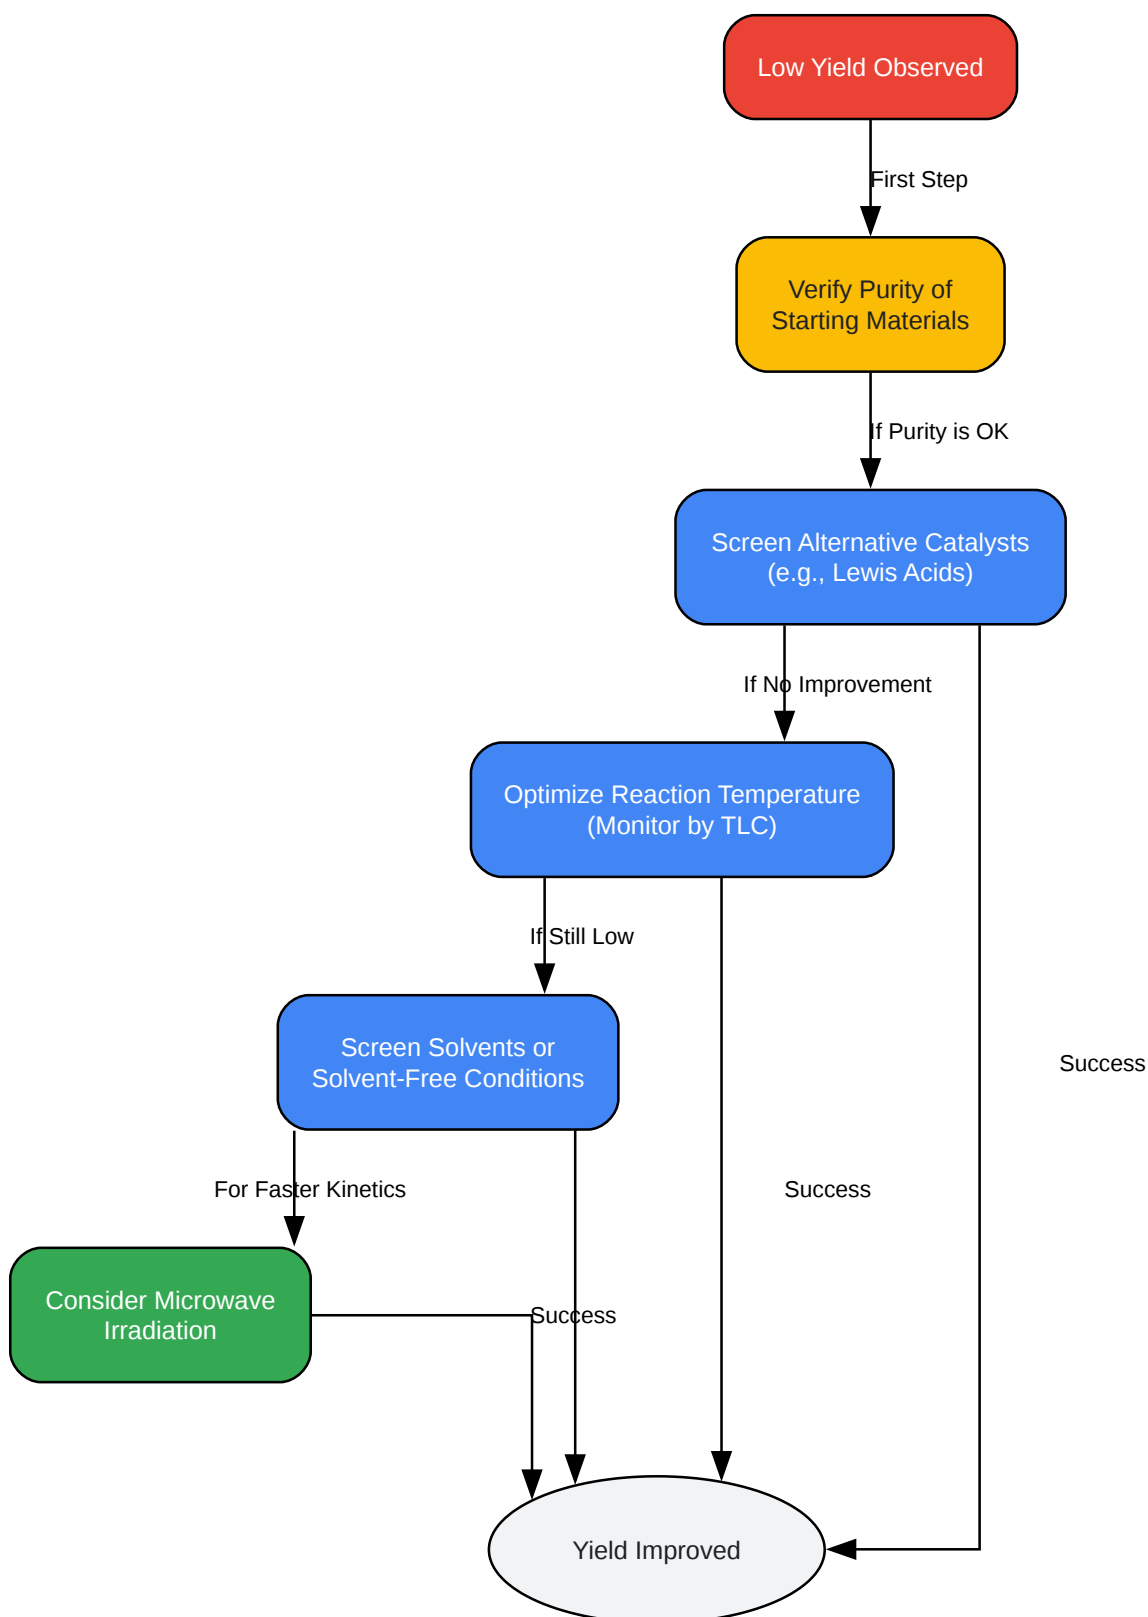 Low Yield Observed
First Step
Verify Purity of
Starting Materials
If Purity is OK
Screen Alternative Catalysts
(e.g., Lewis Acids)
If No Improvement
Optimize Reaction Temperature
(Monitor by TLC)
If Still Low
Screen Solvents or
Solvent-Free Conditions
Success
For Faster Kinetics
Success
Consider Microwave
Irradiation
Success
Yield Improved